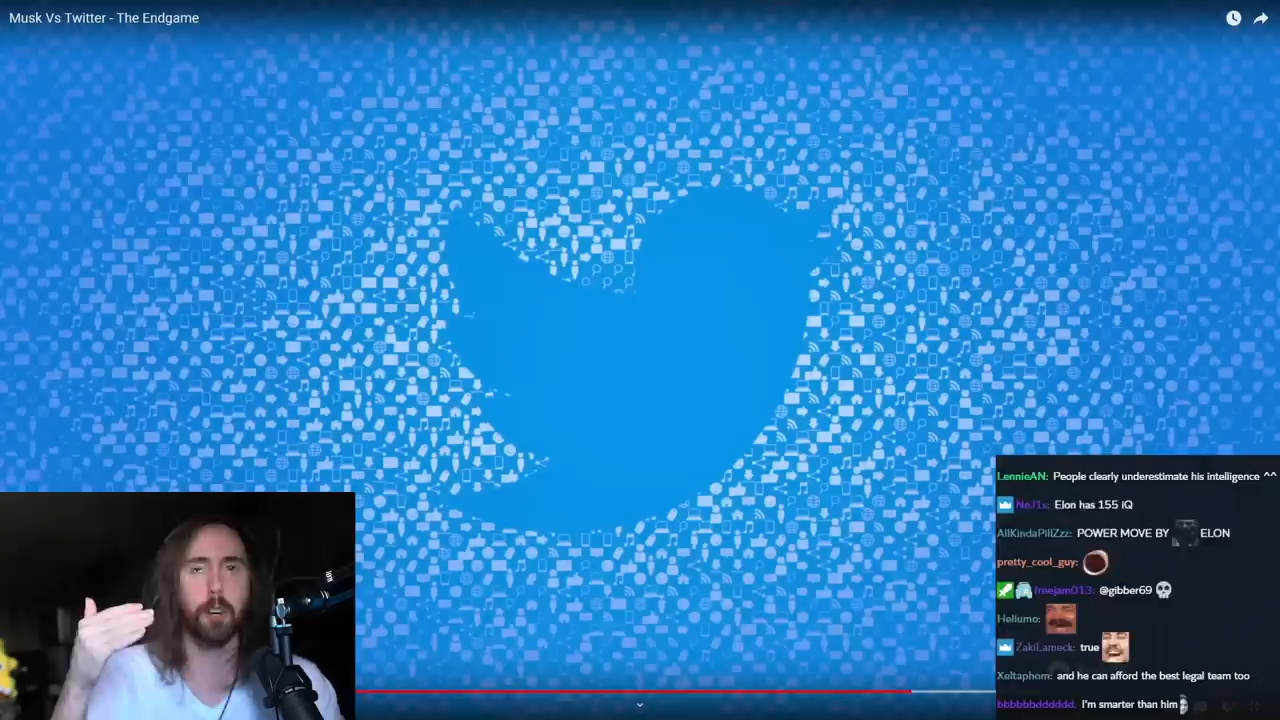 Musk Vs Twitter - The Endgame
LennieAN: People clearly underestimate his intelligence ^^
NeJ1s: Elon has 155 iQ
AllKindaPillZzz: POWER MOVE BY ELON
pretty_cool_guy:
freejam013: @gibber69
Heliumo:
ZakiLameck: true
Xeltaphom: and he can afford the best legal team too
I'm smarter than him